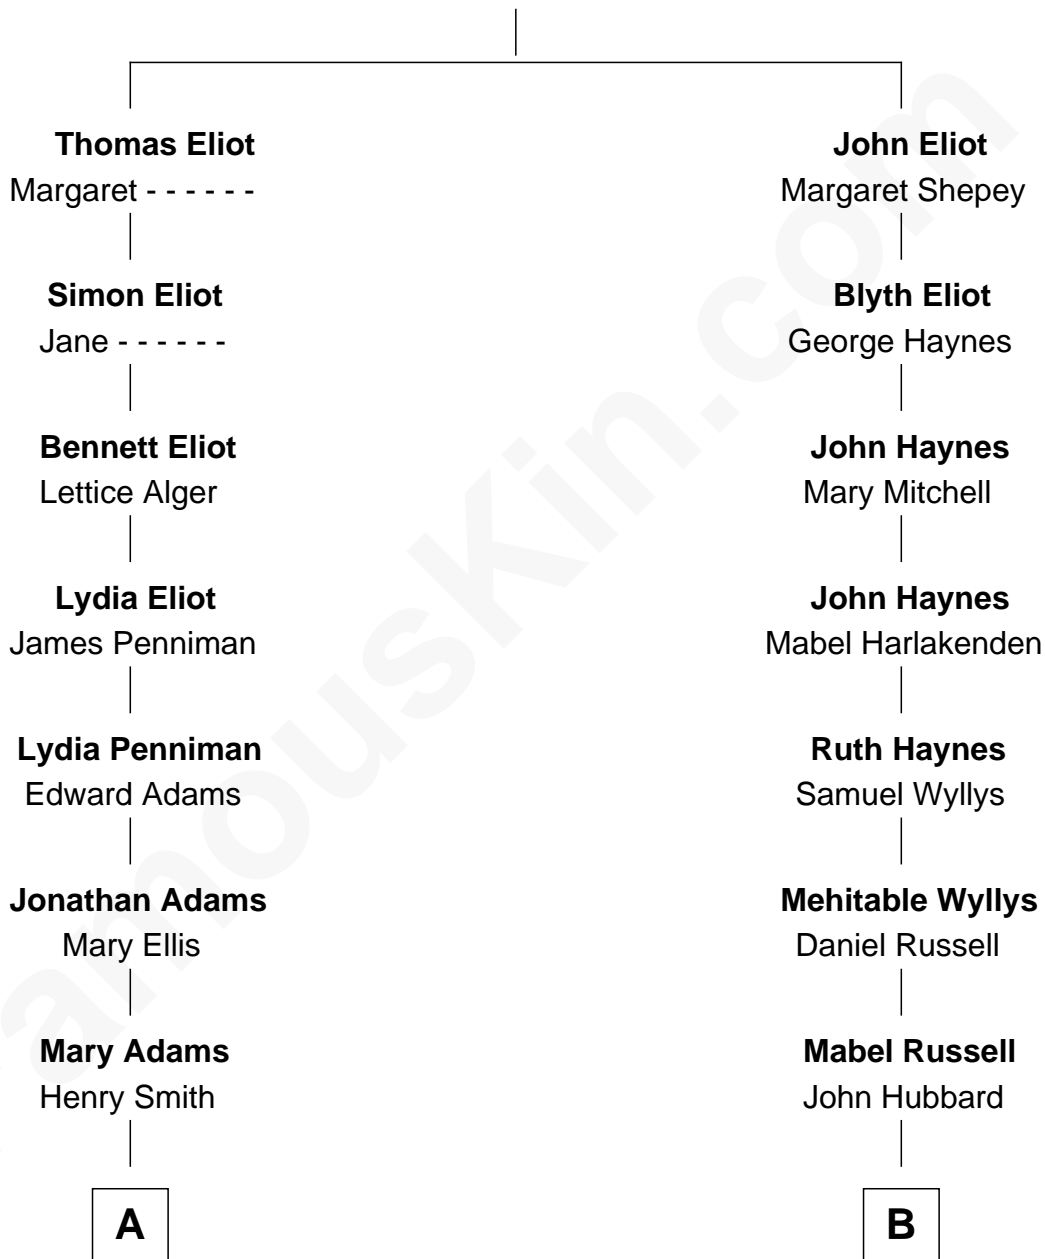 Thomas Eliot
Margaret - - - - - -
Simon Eliot
Jane - - - - - -
Bennett Eliot
Lettice Alger
Lydia Eliot
James Penniman
Lydia Penniman
Edward Adams
Jonathan Adams
Mary Ellis
Mary Adams
Henry Smith
A
John Eliot
Margaret Shepey
Blyth Eliot
George Haynes
John Haynes
Mary Mitchell
John Haynes
Mabel Harlakenden
Ruth Haynes
Samuel Wyllys
Mehitable Wyllys
Daniel Russell
Mabel Russell
John Hubbard
B
amouskin.com